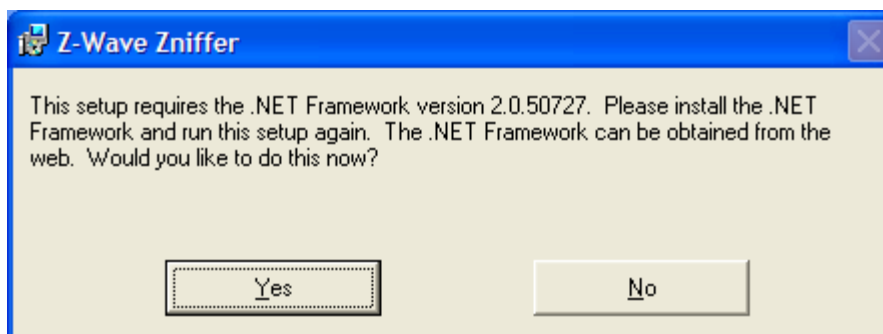 Z-Wave Zniffer
This setup requires the .NET Framework version 2.0.50727.  Please install the .NET
Framework and run this setup again.  The .NET Framework can be obtained from the
web.  Would you like to do this now?
Yes
No